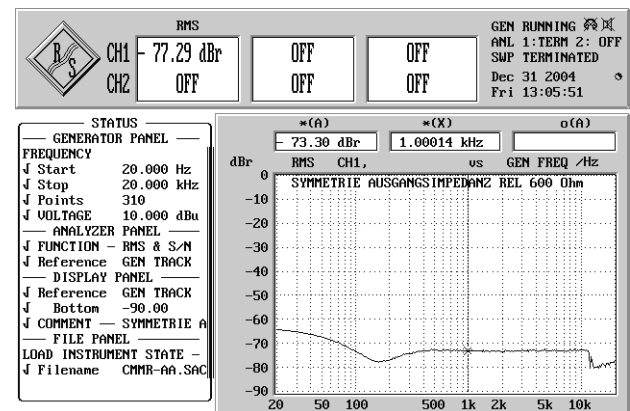 RMS
R&S
CH1 - 77.29 dBr OFF OFF
CH2 OFF OFF OFF
GEN RUNNING
ANL 1:TERM 2: OFF
SWP TERMINATED
Dec 31 2004
Fri 13:05:51
STATUS
GENERATOR PANEL
FREQUENCY
Start 20.000 Hz
Stop 20.000 kHz
Points 310
VOLTAGE 10.000 dBu
ANALYZER PANEL
FUNCTION - RMS & S/N
Reference GEN TRACK
DISPLAY PANEL
Reference GEN TRACK
Bottom -90.00
COMMENT — SYMMETRIE A
FILE PANEL
LOAD INSTRUMENT STATE -
Filename CMMR-AA.SAC
*(A) *(X) o(A)
- 73.30 dBr 1.00014 kHz
dBr RMS CH1, vs GEN FREQ /Hz
SYMMETRIE AUSGANGSIMPEDANZ REL 600 Ohm
0
-10
-20
-30
-40
-50
-60
-70
-80
-90
20 50 100 500 1k 2k 5k 10k